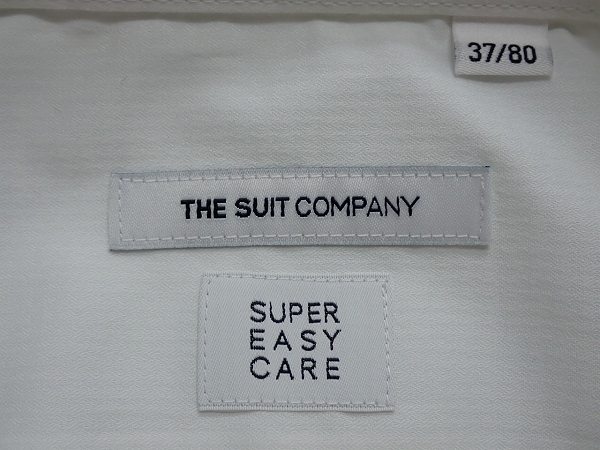 37/80
THE SUIT COMPANY
SUPER
EASY
CARE